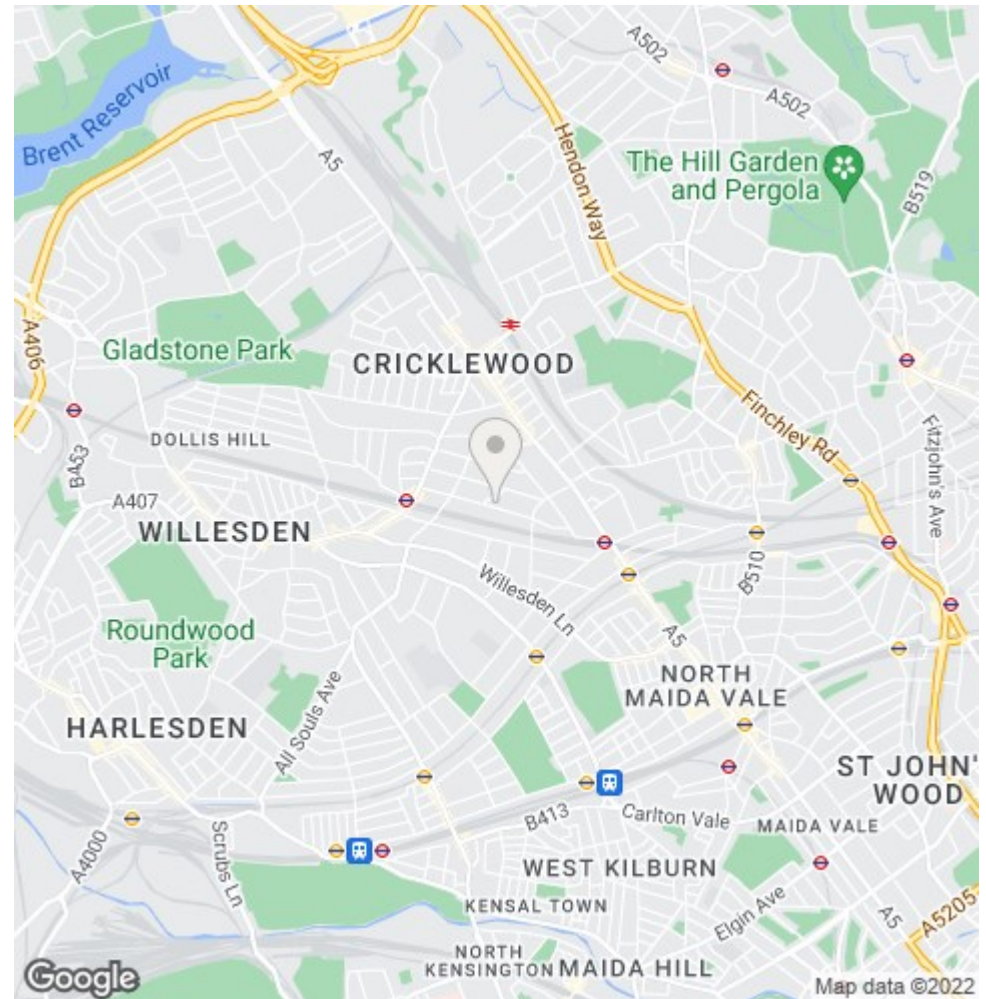 A502
A502
Brent Reservoir
A5
Hendon Way
The Hill Garden
and Pergola
B519
A406
Gladstone Park
CRICKLEWOOD
Finchley Rd
Fitzjohn's Ave
DOLLIS HILL
B453
A407
WILLESDEN
B510
Willesden Ln
A5
Roundwood
Park
NORTH
MAIDA VALE
All Souls Ave
HARLESDEN
ST JOHN'
WOOD
B413
Carlton Vale
MAIDA VALE
A4000
Scrubs Ln
WEST KILBURN
KENSAL TOWN
Elgin Ave
A5
A5205
NORTH
KENSINGTON
MAIDA HILL
Google
Map data ©2022